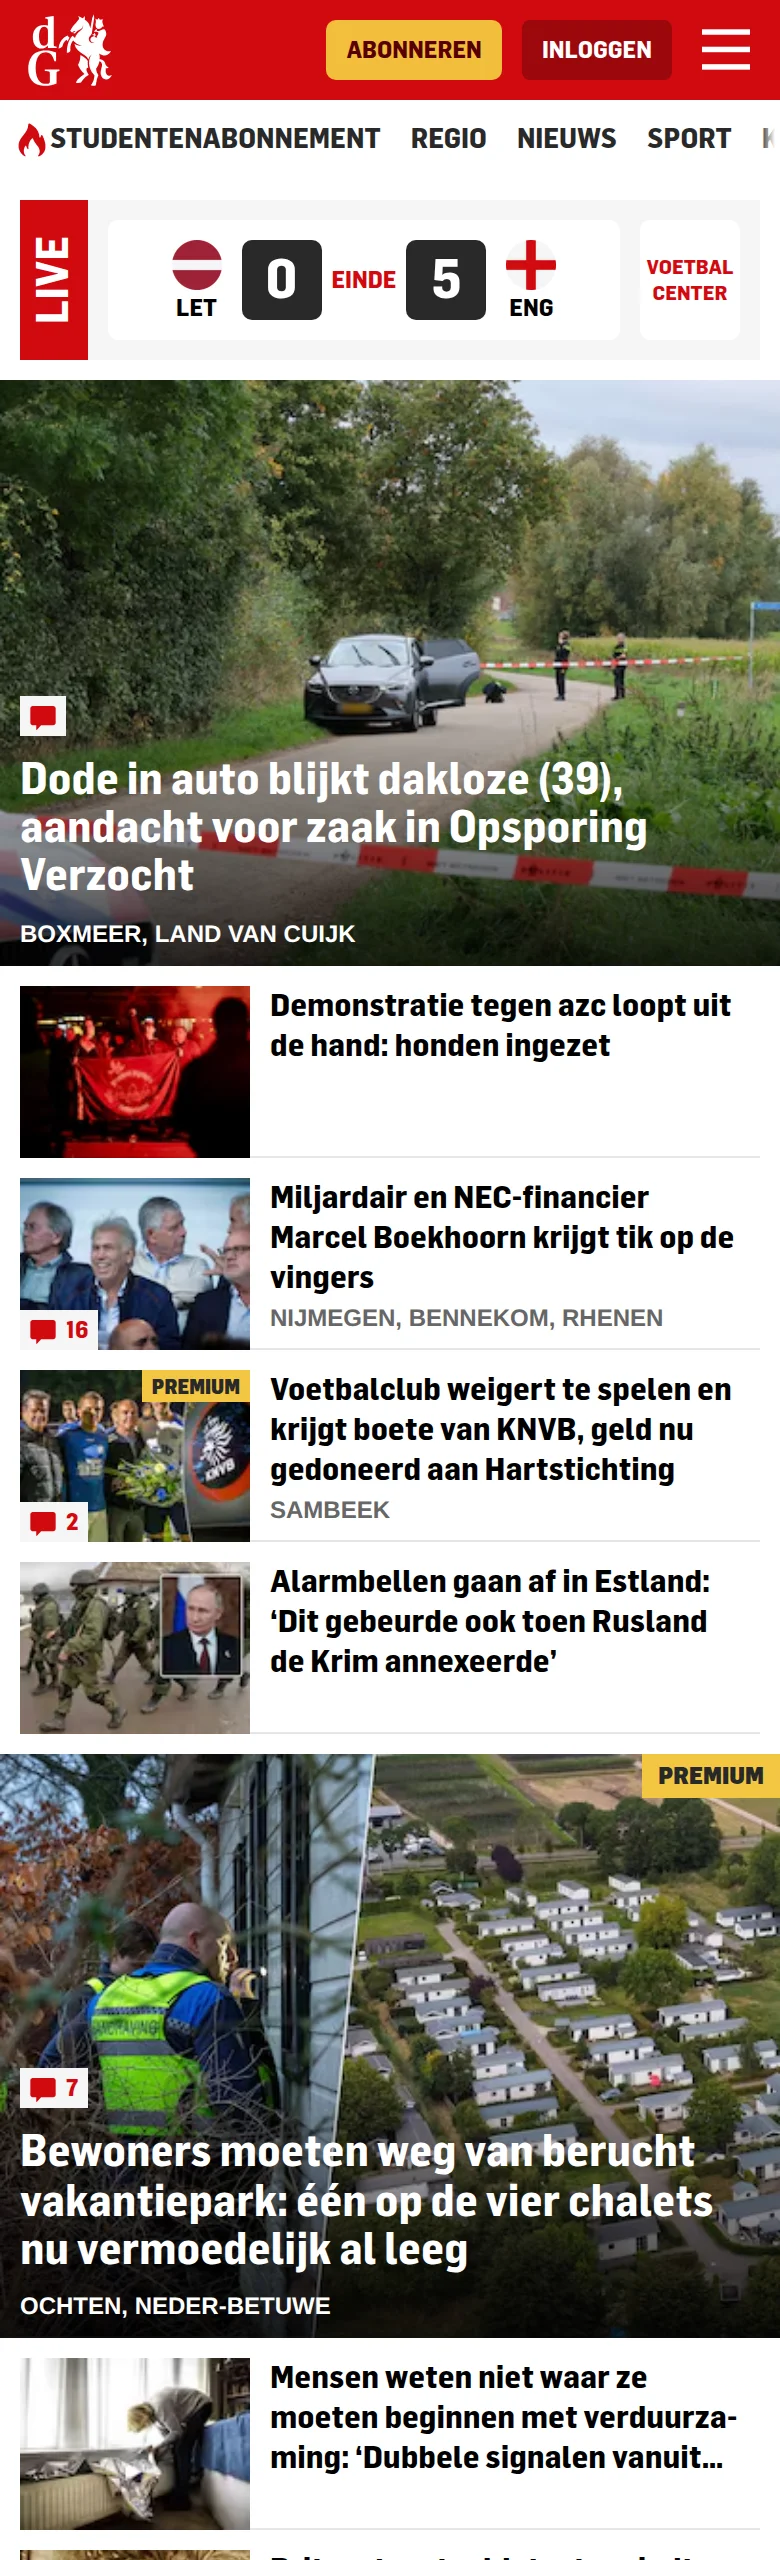 dG
ABONNEREN
INLOGGEN
STUDENTENABONNEMENT REGIO NIEUWS SPORT
LIVE
LET
0
EINDE
5
ENG
VOETBAL
CENTER
Dode in auto blijkt dakloze (39),
aandacht voor zaak in Opsporing
Verzocht
BOXMEER, LAND VAN CUIJK
Demonstratie tegen azc loopt uit
de hand: honden ingezet
Miljardair en NEC-financier
Marcel Boekhoorn krijgt tik op de
vingers
NIJMEGEN, BENNEKOM, RHENEN
16
PREMIUM
KNVB
Voetbalclub weigert te spelen en
krijgt boete van KNVB, geld nu
gedoneerd aan Hartstichting
SAMBEEK
2
Alarmbellen gaan af in Estland:
‘Dit gebeurde ook toen Rusland
de Krim annexeerde’
PREMIUM
HANDHAVING
7
Bewoners moeten weg van berucht
vakantiepark: één op de vier chalets
nu vermoedelijk al leeg
OCHTEN, NEDER-BETUWE
Mensen weten niet waar ze
moeten beginnen met verduurza-
ming: ‘Dubbele signalen vanuit...